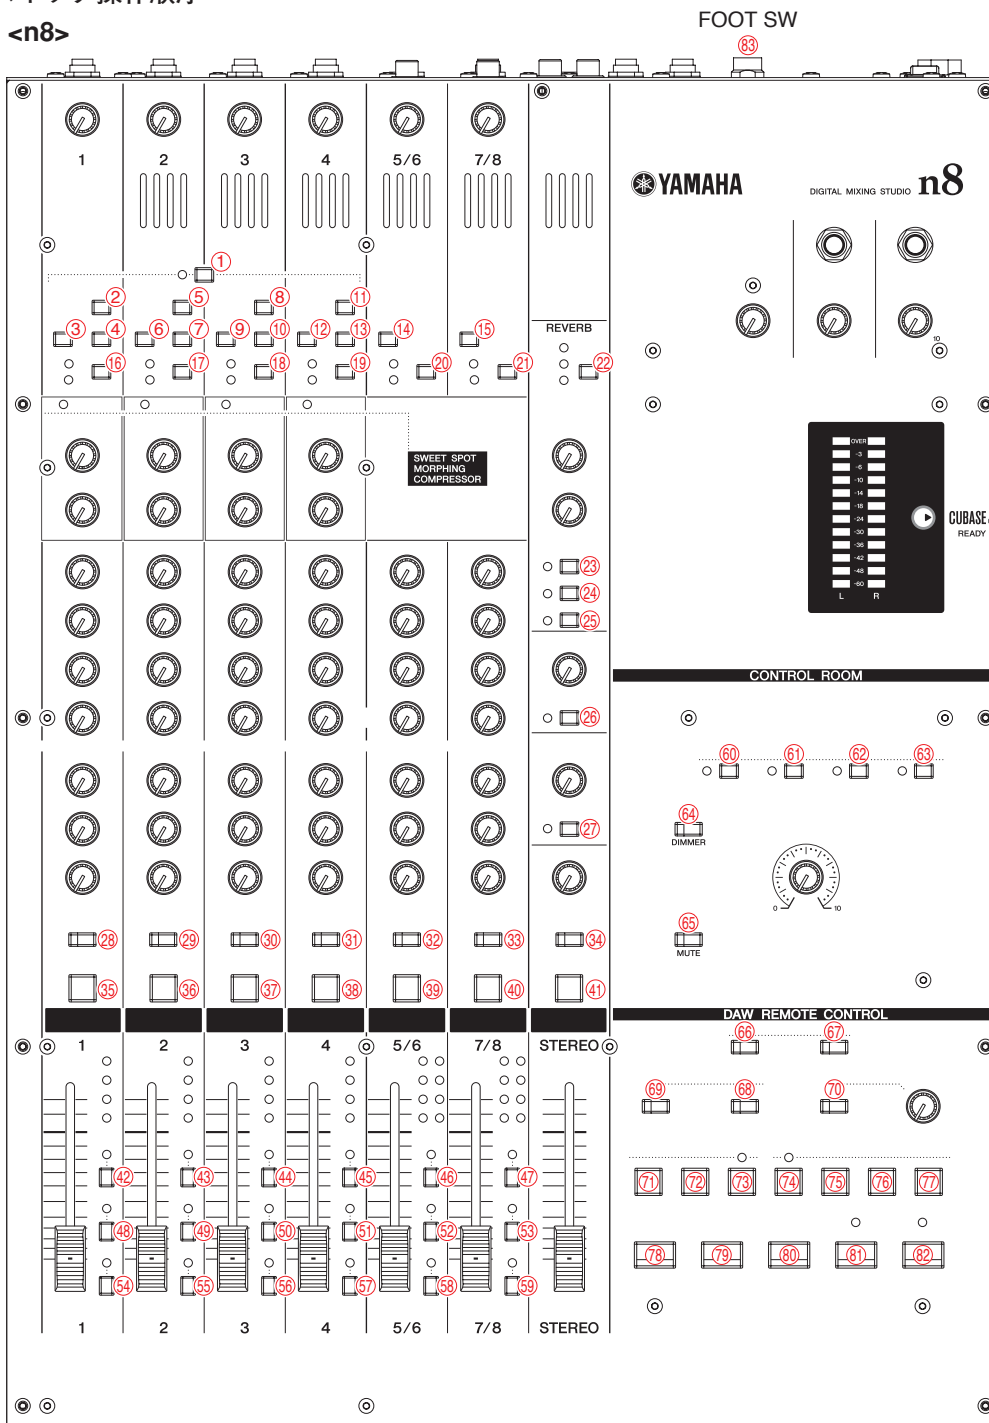 <n8>
FOOT SW
83
1 2 3 4 5/6 7/8
YAMAHA DIGITAL MIXING STUDIO n8
1
2 5 8 11
3 4 6 7 9 10 12 13 14 15
REVERB
10
16 17 18 19 20 21 22
SWEET SPOT
MORPHING
COMPRESSOR
OVER
-3
-6
-10
-14
-18
-24
-30
-36
-42
-48
-60
L R
CUBASE
READY
23
24
25
26
27
CONTROL ROOM
60 61 62 63
64
DIMMER
0 10
65
MUTE
28 29 30 31 32 33 34
35 36 37 38 39 40 41
DAW REMOTE CONTROL
1 2 3 4 5/6 7/8 STEREO
66 67
69 68 70
42 43 44 45 46 47
71 72 73 74 75 76 77
48 49 50 51 52 53
78 79 80 81 82
54 55 56 57 58 59
1 2 3 4 5/6 7/8 STEREO